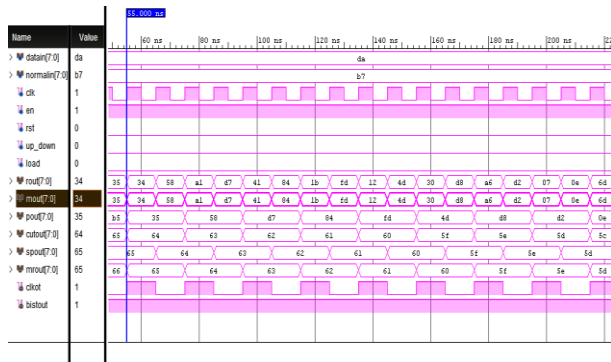 55.000 ns
Name Value 60 ns 80 ns 100 ns 120 ns 140 ns 160 ns 180 ns 200 ns 22
> datain[7:0] da da
> normalin[7:0] b7 b7
clk 1
en 1
rst 0
up_down 0
load 0
> rout[7:0] 34 35 34 58 a1 d7 41 84 1b fd 12 4d 30 d8 a6 d2 07 0e 6d
> mout[7:0] 34 35 34 58 a1 d7 41 84 1b fd 12 4d 30 d8 a6 d2 07 0e 6d
> pout[7:0] 35 b5 35 58 d7 84 fd 4d d8 d2 0e
> cutout[7:0] 64 65 64 63 62 61 60 5f 5e 5d 5c
> spout[7:0] 65 65 64 63 62 61 60 5f 5e 5d
> mrout[7:0] 65 66 65 64 63 62 61 60 5f 5e 5d
clkot 1
bistout 1